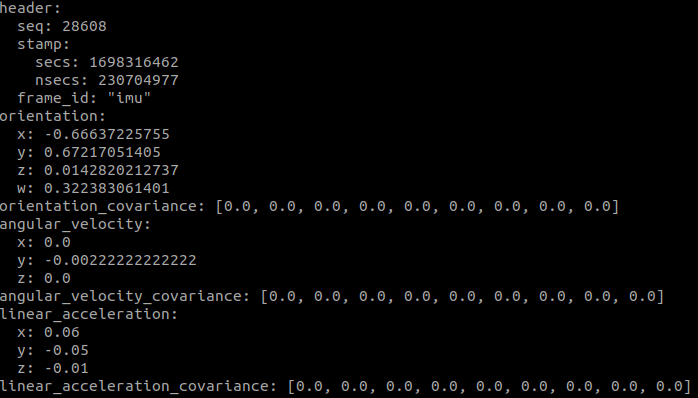 header:
  seq: 28608
  stamp:
    secs: 1698316462
    nsecs: 230704977
  frame_id: "imu"
orientation:
  x: -0.66637225755
  y: 0.67217051405
  z: 0.0142820212737
  w: 0.322383061401
orientation_covariance: [0.0, 0.0, 0.0, 0.0, 0.0, 0.0, 0.0, 0.0, 0.0]
angular_velocity:
  x: 0.0
  y: -0.00222222222222
  z: 0.0
angular_velocity_covariance: [0.0, 0.0, 0.0, 0.0, 0.0, 0.0, 0.0, 0.0, 0.0]
linear_acceleration:
  x: 0.06
  y: -0.05
  z: -0.01
linear_acceleration_covariance: [0.0, 0.0, 0.0, 0.0, 0.0, 0.0, 0.0, 0.0, 0.0]